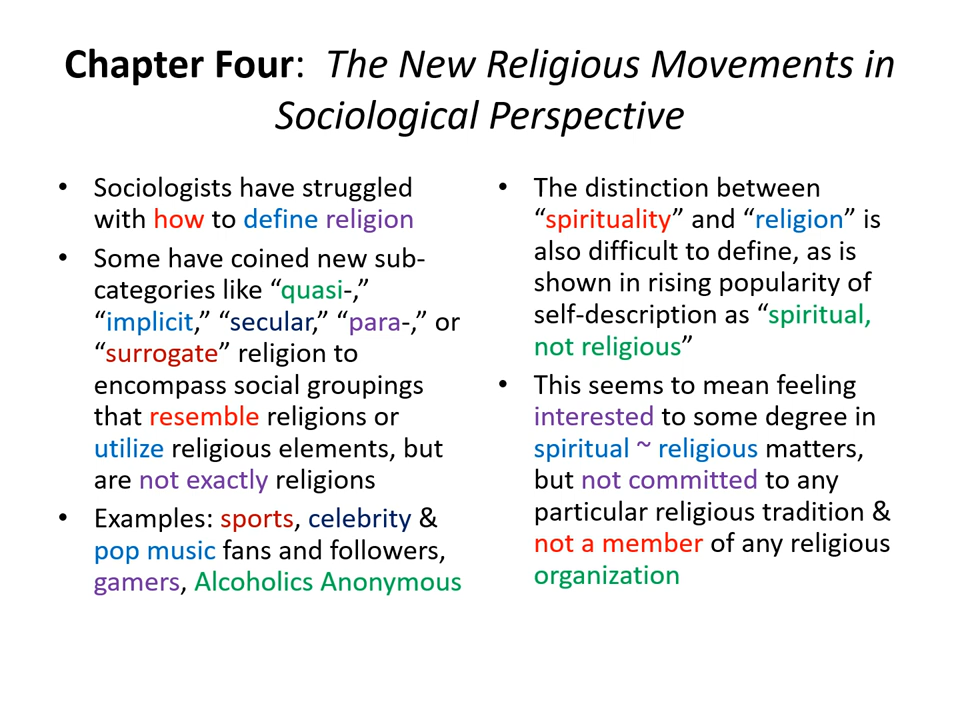 Chapter Four:  The New Religious Movements in
Sociological Perspective
• Sociologists have struggled
with how to define religion
• Some have coined new sub-
categories like “quasi-,”
“implicit,” “secular,” “para-,” or
“surrogate” religion to
encompass social groupings
that resemble religions or
utilize religious elements, but
are not exactly religions
• Examples: sports, celebrity &
pop music fans and followers,
gamers, Alcoholics Anonymous
• The distinction between
“spirituality” and “religion” is
also difficult to define, as is
shown in rising popularity of
self-description as “spiritual,
not religious”
• This seems to mean feeling
interested to some degree in
spiritual ~ religious matters,
but not committed to any
particular religious tradition &
not a member of any religious
organization